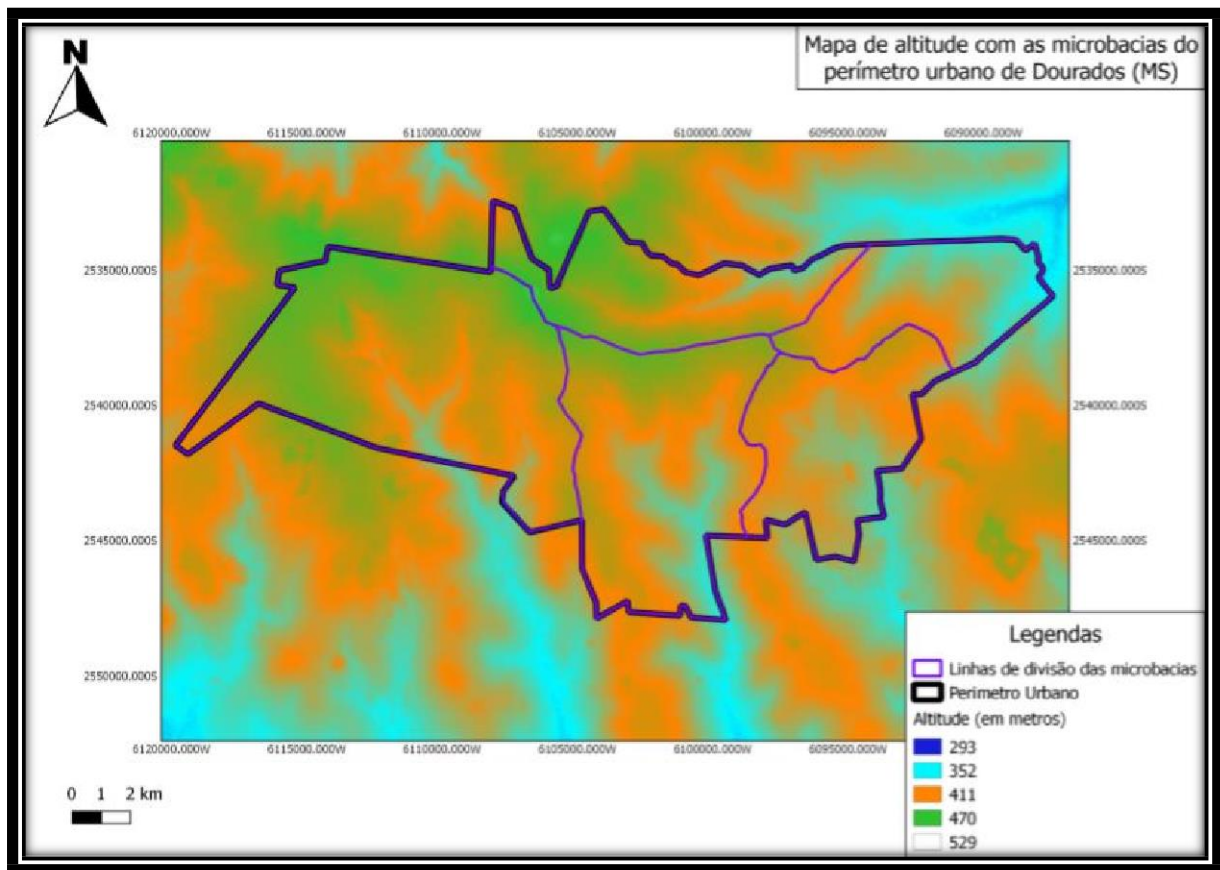 N
Mapa de altitude com as microbacias do
perímetro urbano de Dourados (MS)
6120000.000W 6115000.000W 6110000.000W 6105000.000W 6100000.000W 6095000.000W 6090000.000W
2535000.000S 2535000.000S
2540000.000S 2540000.000S
2545000.000S 2545000.000S
2550000.000S
6120000.000W 6115000.000W 6110000.000W 6105000.000W 6100000.000W 6095000.000W
0 1 2 km
Legendas
Linhas de divisão das microbacias
Perimetro Urbano
Altitude (em metros)
293
352
411
470
529